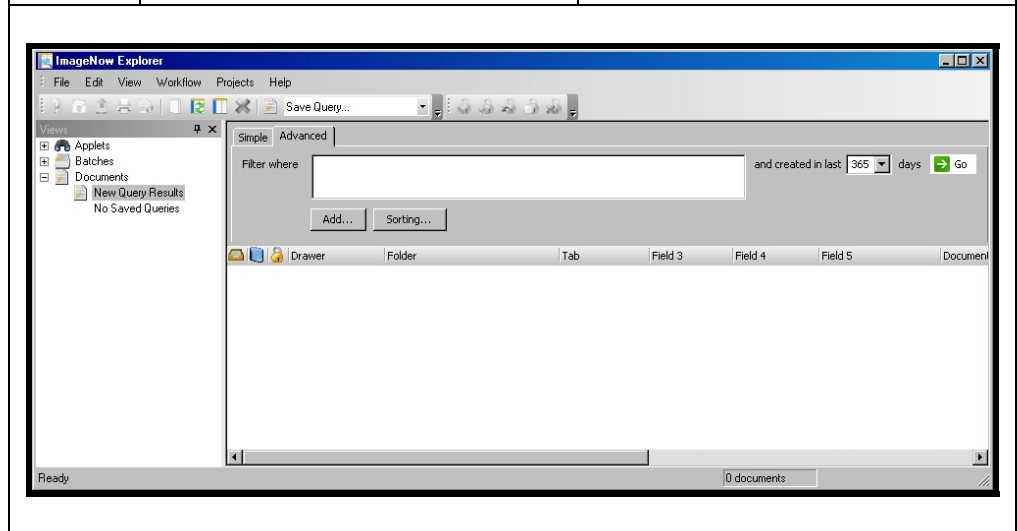 ImageNow Explorer
File Edit View Workflow Projects Help
Save Query...
Views
Applets
Batches
Documents
New Query Results
No Saved Queries
Simple Advanced
Filter where and created in last 365 days Go
Add... Sorting...
Drawer Folder Tab Field 3 Field 4 Field 5 Document
Ready 0 documents